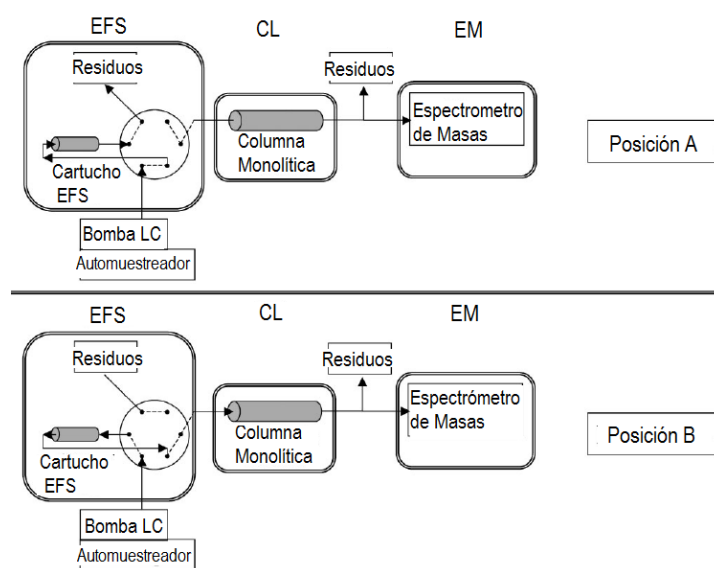 EFS
CL
EM
Residuos
Residuos
Espectrometro
de Masas
Posición A
Columna
Monolítica
Cartucho
EFS
Bomba LC
Automuestreador
EFS
CL
EM
Residuos
Residuos
Espectrómetro
de Masas
Posición B
Columna
Monolítica
Cartucho
EFS
Bomba LC
Automuestreador